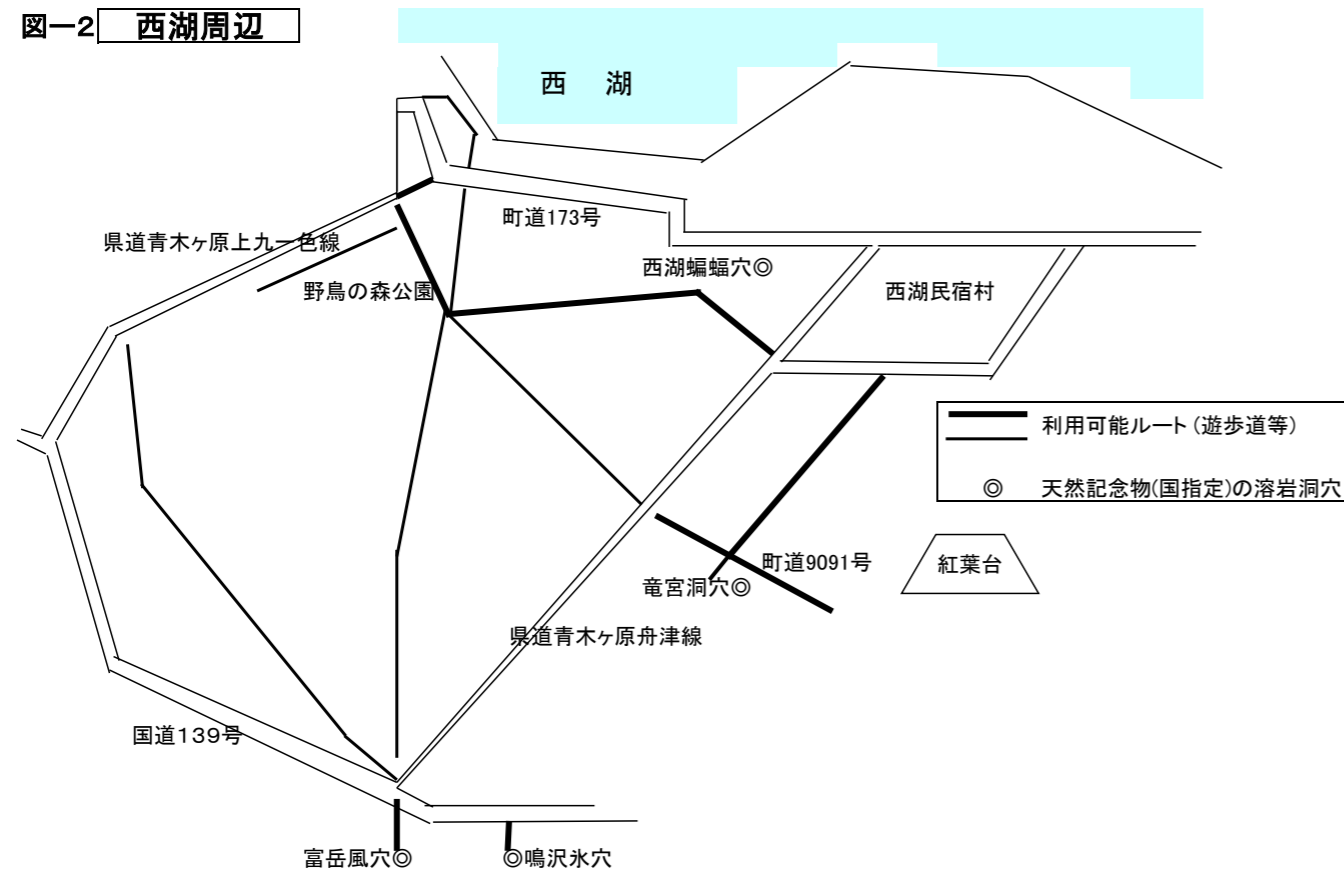 図ー2 西湖周辺
西 湖
町道173号
県道青木ヶ原上九一色線
西湖蝙蝠穴◎
野鳥の森公園
西湖民宿村
利用可能ルート(遊歩道等)
◎ 天然記念物(国指定)の溶岩洞穴
町道9091号
紅葉台
竜宮洞穴◎
県道青木ヶ原舟津線
国道139号
富岳風穴◎
◎鳴沢氷穴